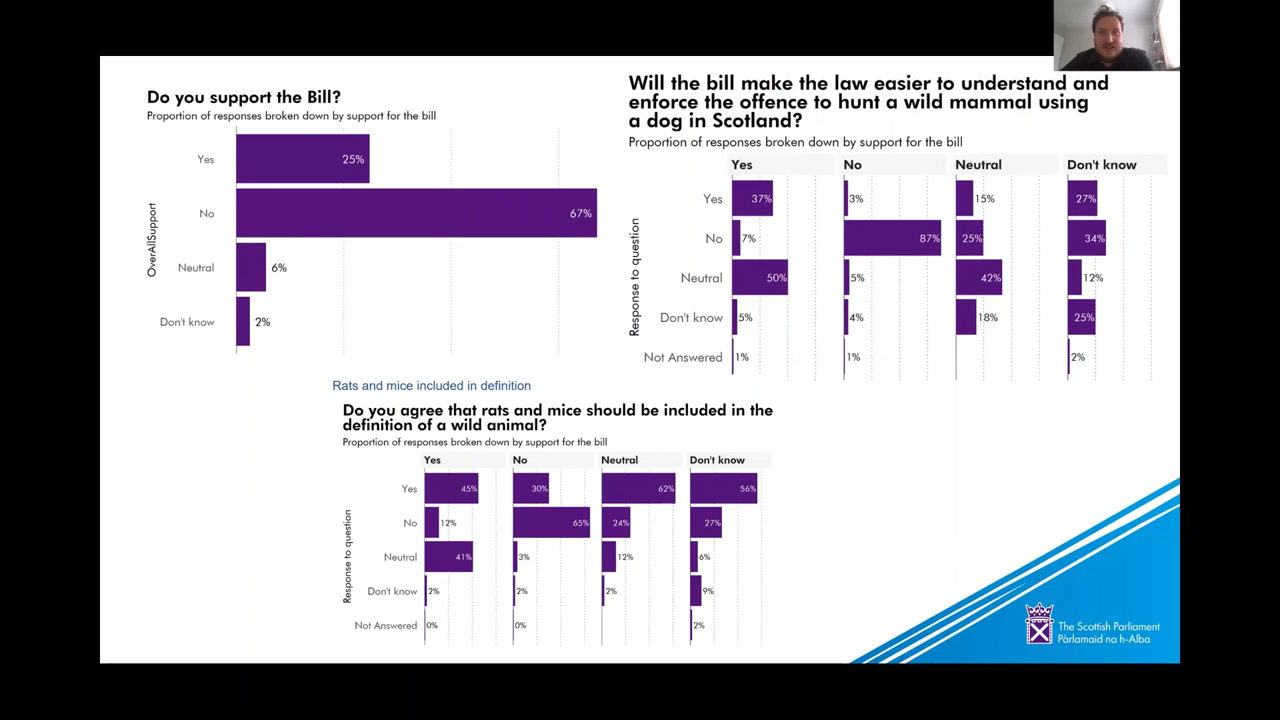 Do you support the Bill?
Proportion of responses broken down by support for the bill
OverAllSupport
Yes 25%
No 67%
Neutral 6%
Don't know 2%
Will the bill make the law easier to understand and
enforce the offence to hunt a wild mammal using
a dog in Scotland?
Proportion of responses broken down by support for the bill
Yes No Neutral Don't know
Response to question
Yes 37% 3% 15% 27%
No 7% 87% 25% 34%
Neutral 50% 5% 42% 12%
Don't know 5% 4% 18% 25%
Not Answered 1% 1% 2%
Rats and mice included in definition
Do you agree that rats and mice should be included in the
definition of a wild animal?
Proportion of responses broken down by support for the bill
Yes No Neutral Don't know
Response to question
Yes 45% 30% 62% 56%
No 12% 65% 24% 27%
Neutral 41% 3% 12% 6%
Don't know 2% 2% 2% 9%
Not Answered 0% 0% 2%
The Scottish Parliament
Pàrlamaid na h-Alba